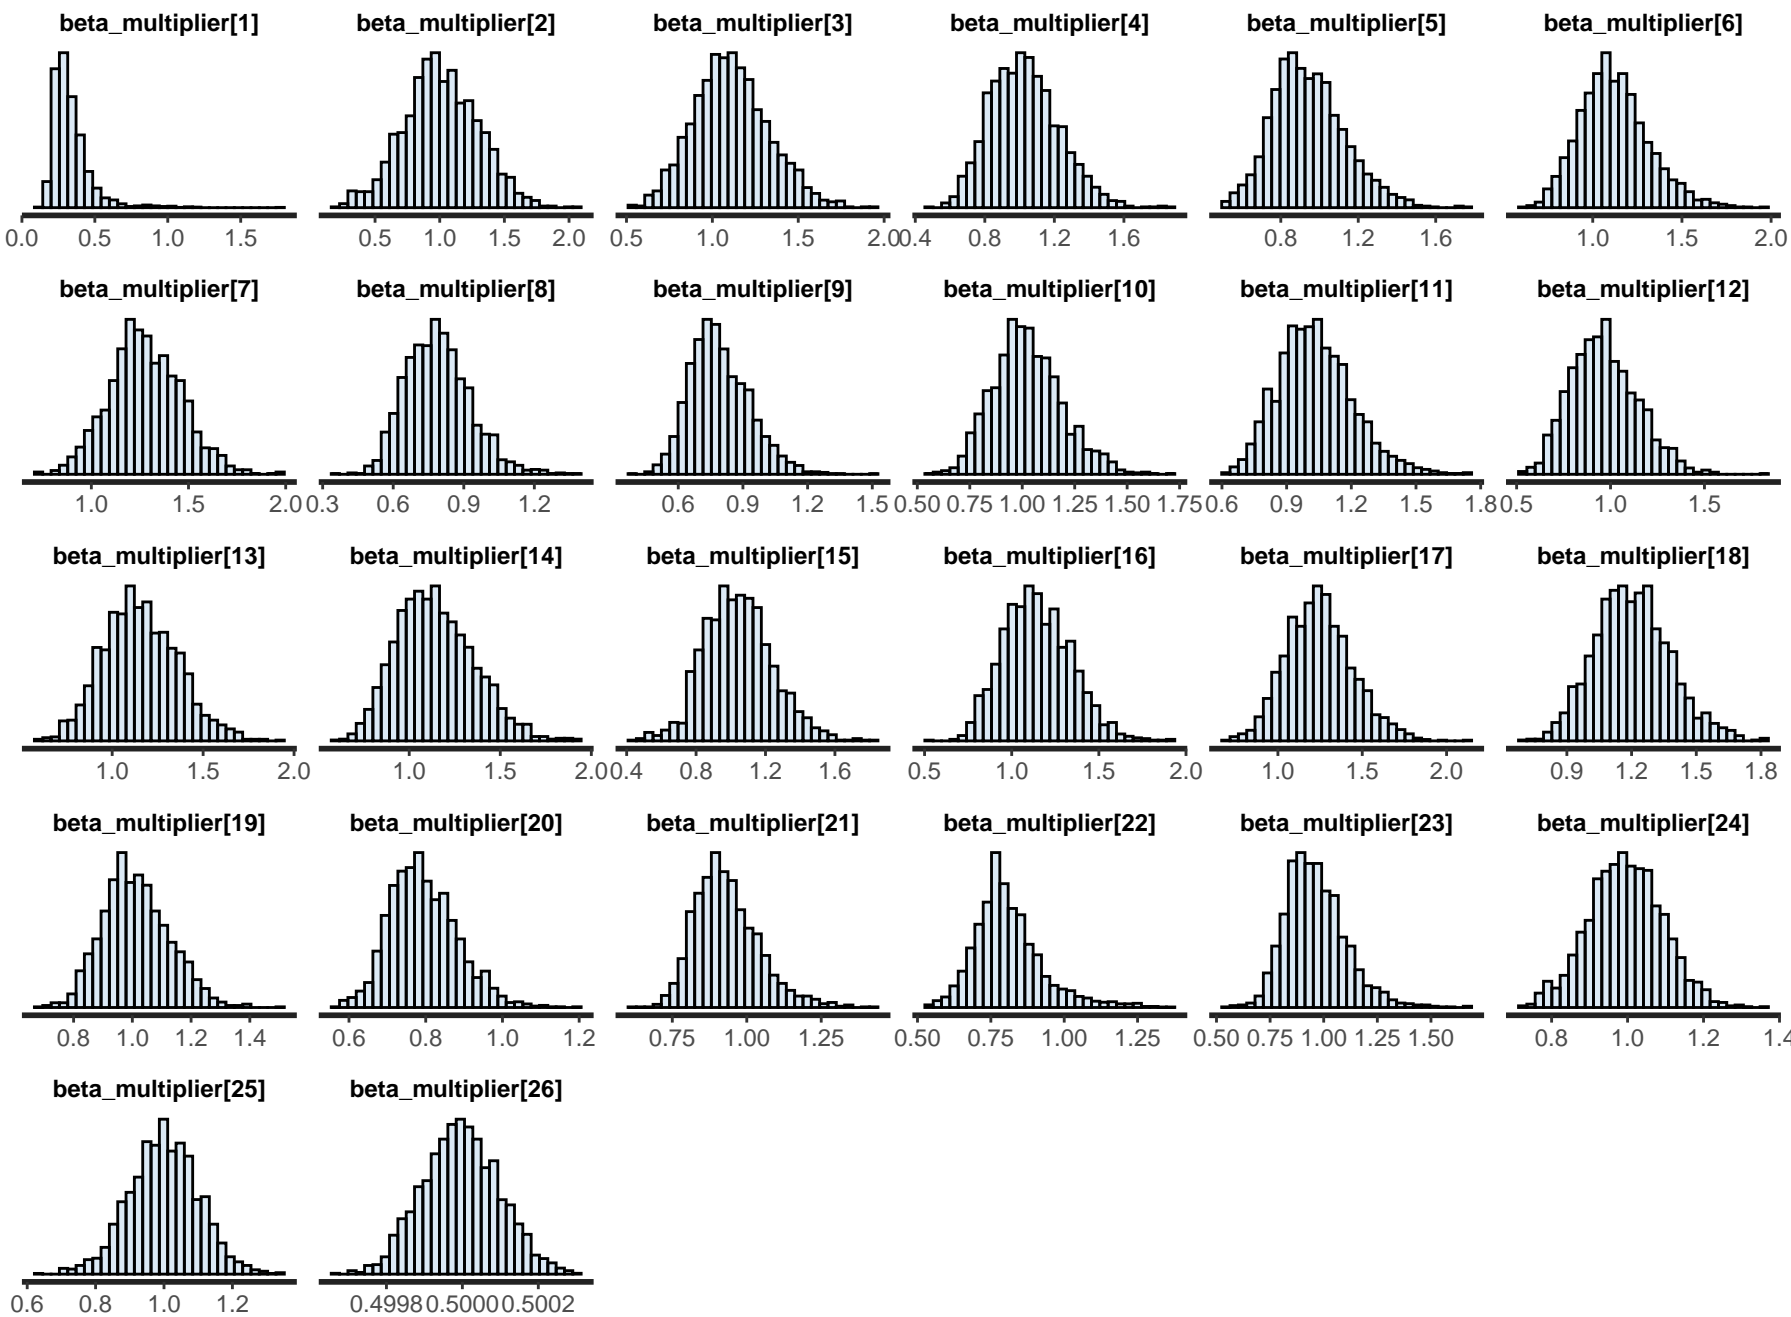 beta_multiplier[1] beta_multiplier[2] beta_multiplier[3] beta_multiplier[4] beta_multiplier[5] beta_multiplier[6]
0.0 0.5 1.0 1.5 0.5 1.0 1.5 2.0 0.5 1.0 1.5 2.0 0.4 0.8 1.2 1.6 0.8 1.2 1.6 1.0 1.5 2.0
beta_multiplier[7] beta_multiplier[8] beta_multiplier[9] beta_multiplier[10] beta_multiplier[11] beta_multiplier[12]
1.0 1.5 2.0 0.3 0.6 0.9 1.2 0.6 0.9 1.2 1.5 0.50 0.75 1.00 1.25 1.50 1.75 0.6 0.9 1.2 1.5 1.8 0.5 1.0 1.5
beta_multiplier[13] beta_multiplier[14] beta_multiplier[15] beta_multiplier[16] beta_multiplier[17] beta_multiplier[18]
1.0 1.5 2.0 1.0 1.5 2.0 0.4 0.8 1.2 1.6 0.5 1.0 1.5 2.0 1.0 1.5 2.0 0.9 1.2 1.5 1.8
beta_multiplier[19] beta_multiplier[20] beta_multiplier[21] beta_multiplier[22] beta_multiplier[23] beta_multiplier[24]
0.8 1.0 1.2 1.4 0.6 0.8 1.0 1.2 0.75 1.00 1.25 0.50 0.75 1.00 1.25 0.50 0.75 1.00 1.25 1.50 0.8 1.0 1.2 1.4
beta_multiplier[25] beta_multiplier[26]
0.6 0.8 1.0 1.2 0.4998 0.5000 0.5002